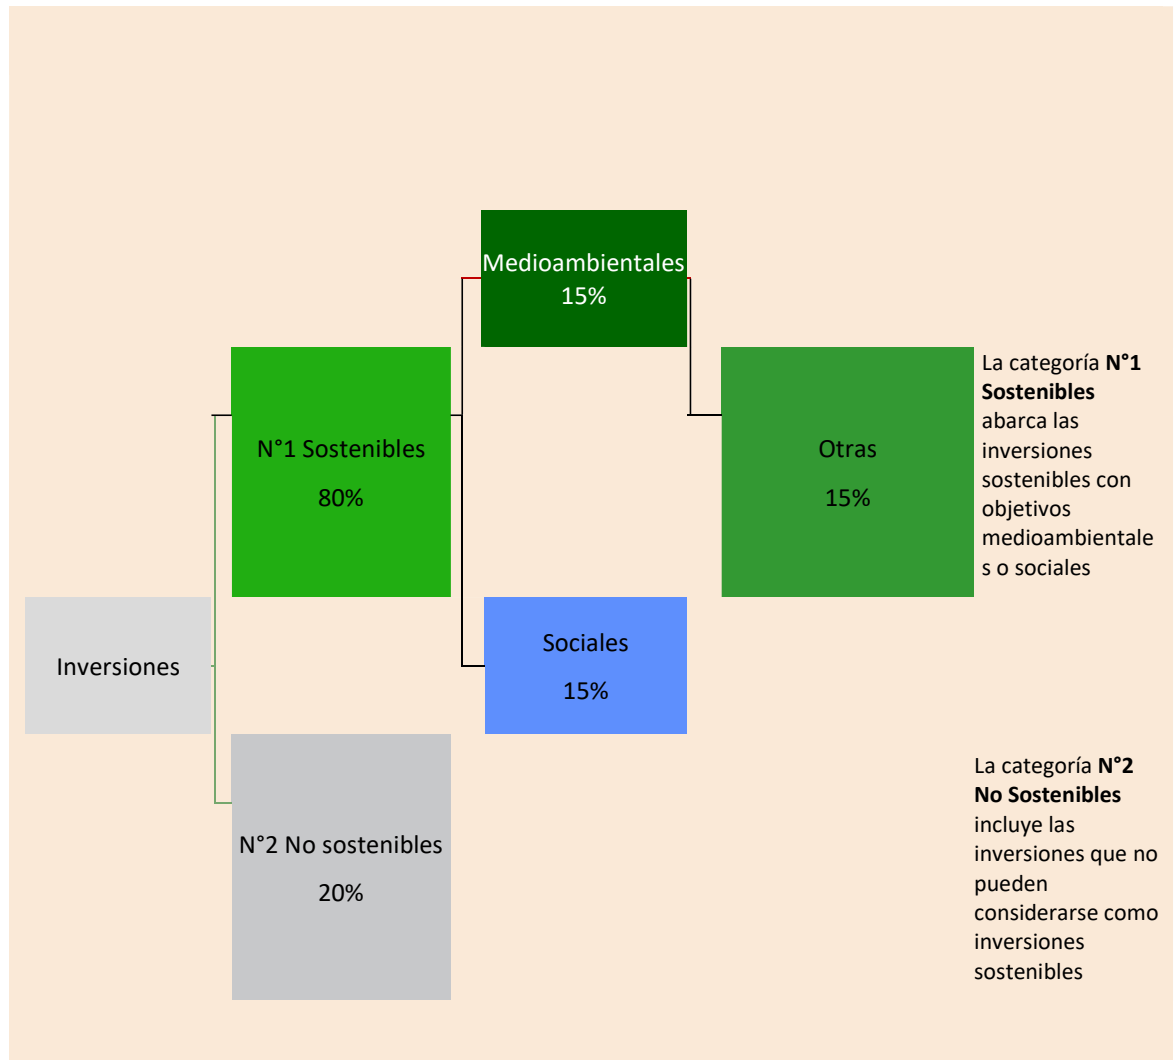 Medioambientales
15%
N°1 Sostenibles
80%
Otras
15%
La categoría N°1
Sostenibles
abarca las
inversiones
sostenibles con
objetivos
medioambientale
s o sociales
Inversiones
Sociales
15%
N°2 No sostenibles
20%
La categoría N°2
No Sostenibles
incluye las
inversiones que no
pueden
considerarse como
inversiones
sostenibles